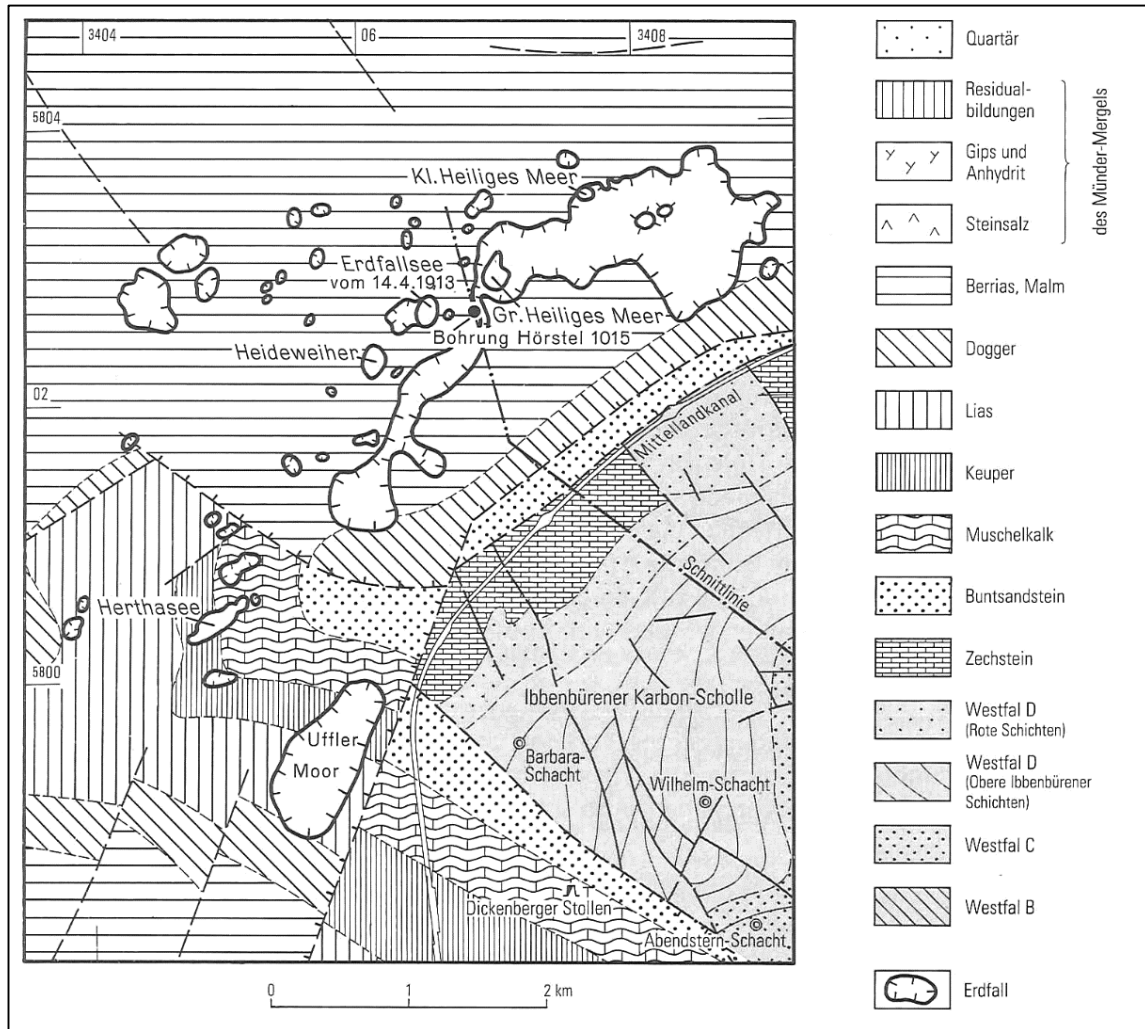 3404
06
3408
5804
Kl. Heiliges Meer
Erdfallsee
vom 14.4.1913
Gr. Heiliges Meer
Bohrung Hörstel 1015
Heideweiher
02
Mittellandkanal
Schnittlinie
Herthasee
5800
Ibbenbürener Karbon-Scholle
Uffler
Moor
Barbara-
Schacht
Wilhelm-Schacht
Dickenberger Stollen
Abendstern-Schacht
0 1 2 km
Quartär
Residual-
bildungen
Gips und
Anhydrit
Steinsalz
des Münder-Mergels
Berrias, Malm
Dogger
Lias
Keuper
Muschelkalk
Buntsandstein
Zechstein
Westfal D
(Rote Schichten)
Westfal D
(Obere Ibbenbürener
Schichten)
Westfal C
Westfal B
Erdfall